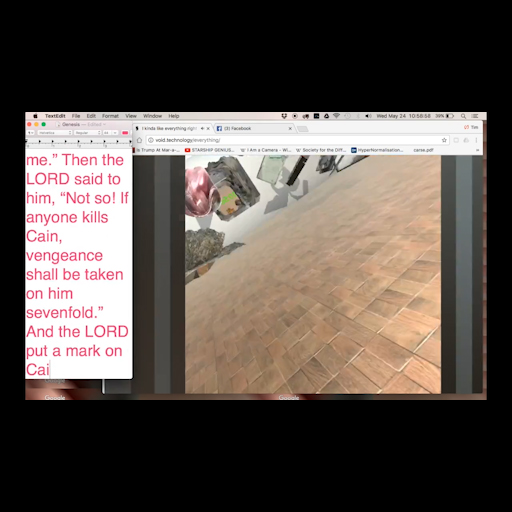 TextEdit File Edit Format View Window Help
Wed May 24 10:58:58
Genesis
I kinda like everything righ
(3) Facebook
Tim
void.technology/everything/
is Trump At Mar-a-
STARSHIP GENIUS
I Am a Camera - Wi
Society for the Diff
HyperNormalisation
carse.pdf
me.” Then the
LORD said to
him, “Not so! If
anyone kills
Cain,
vengeance
shall be taken
on him
sevenfold.”
And the LORD
put a mark on
Cai
Google
Google